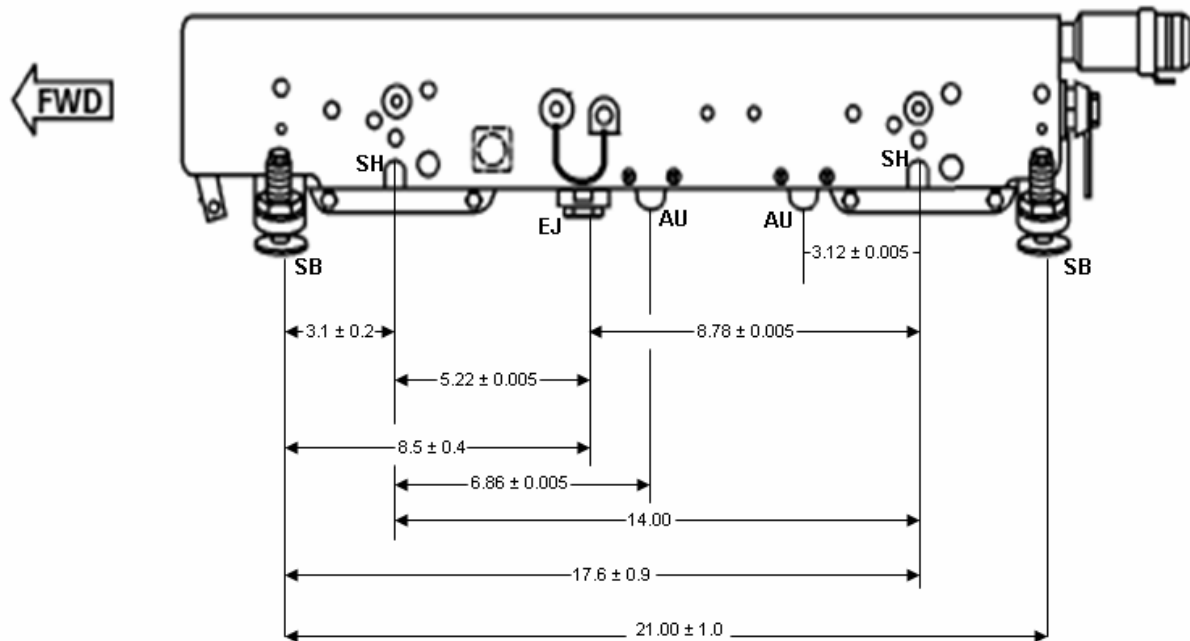 FWD
SH
SH
EJ
AU
AU
SB
SB
3.12 ± 0.005
3.1 ± 0.2
8.78 ± 0.005
5.22 ± 0.005
8.5 ± 0.4
6.86 ± 0.005
14.00
17.6 ± 0.9
21.00 ± 1.0